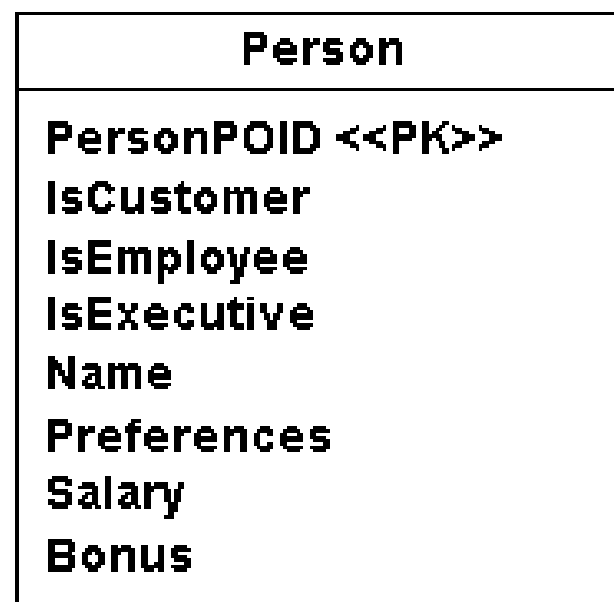 Person
PersonPOID <<PK>>
IsCustomer
IsEmployee
IsExecutive
Name
Preferences
Salary
Bonus